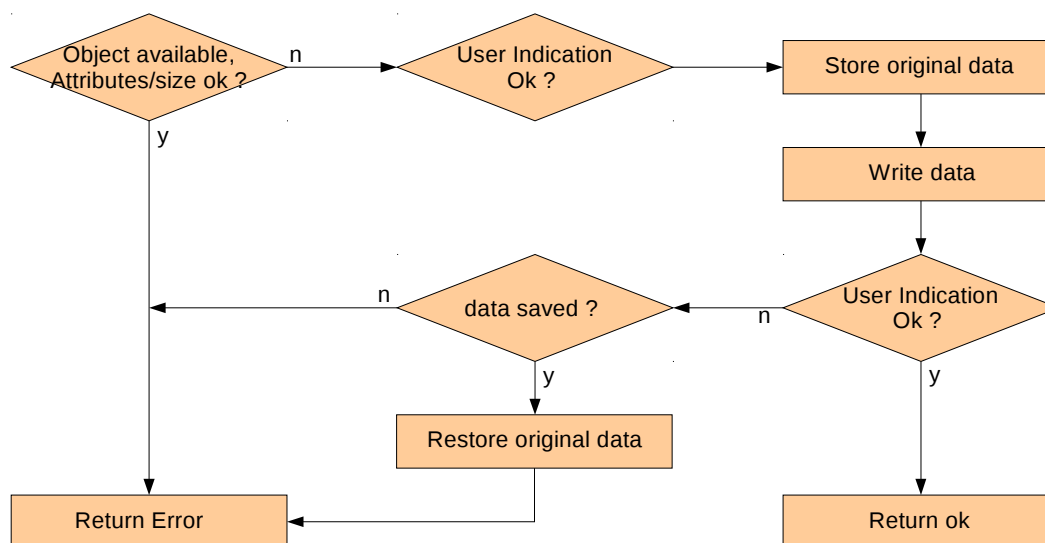 Object available,
Attributes/size ok ?
n
User Indication
Ok ?
Store original data
y
Write data
n
data saved ?
n
User Indication
Ok ?
y
y
Restore original data
Return Error
Return ok